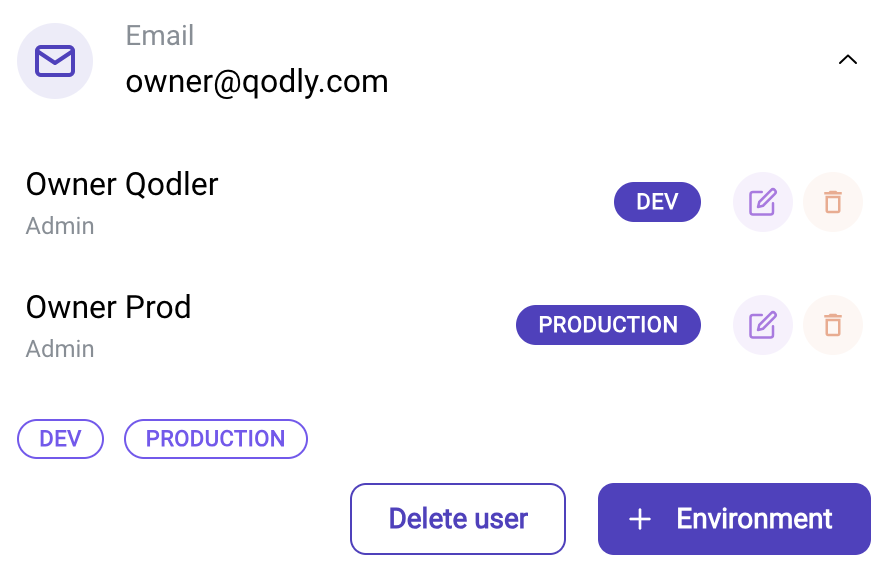 Email
owner@qodly.com
Owner Qodler
DEV
Admin
Owner Prod
PRODUCTION
Admin
DEV PRODUCTION
Delete user + Environment